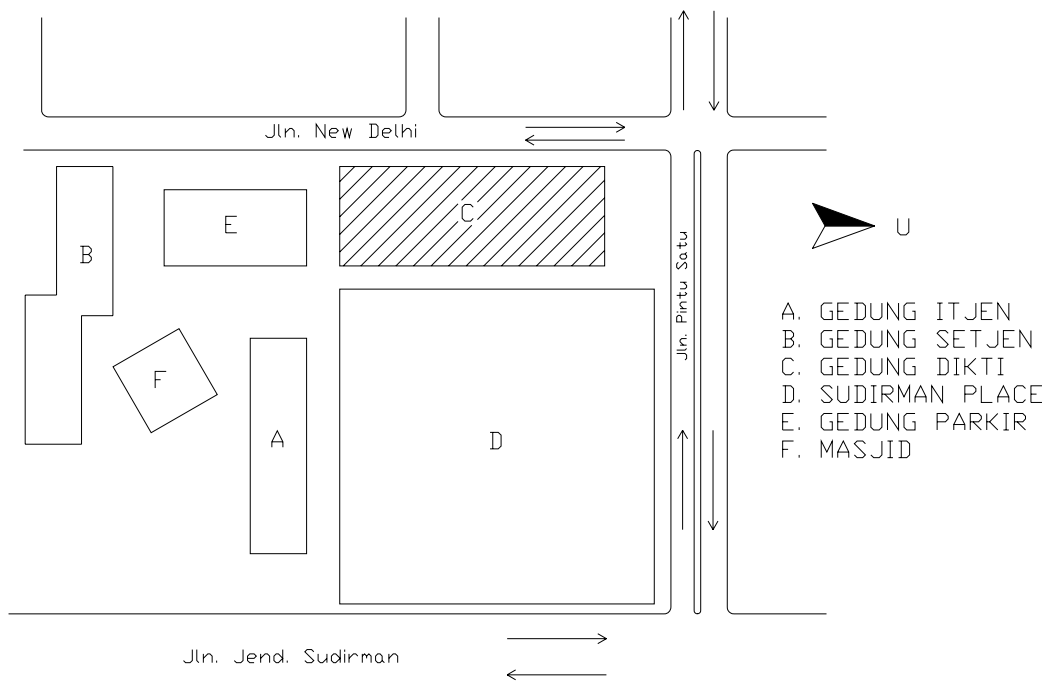 Jln. New Delhi
C
E
U
B
Jln. Pintu Satu
A. GEDUNG ITJEN
B. GEDUNG SETJEN
C. GEDUNG DIKTI
D. SUDIRMAN PLACE
E. GEDUNG PARKIR
F. MASJID
F
A
D
Jln. Jend. Sudirman